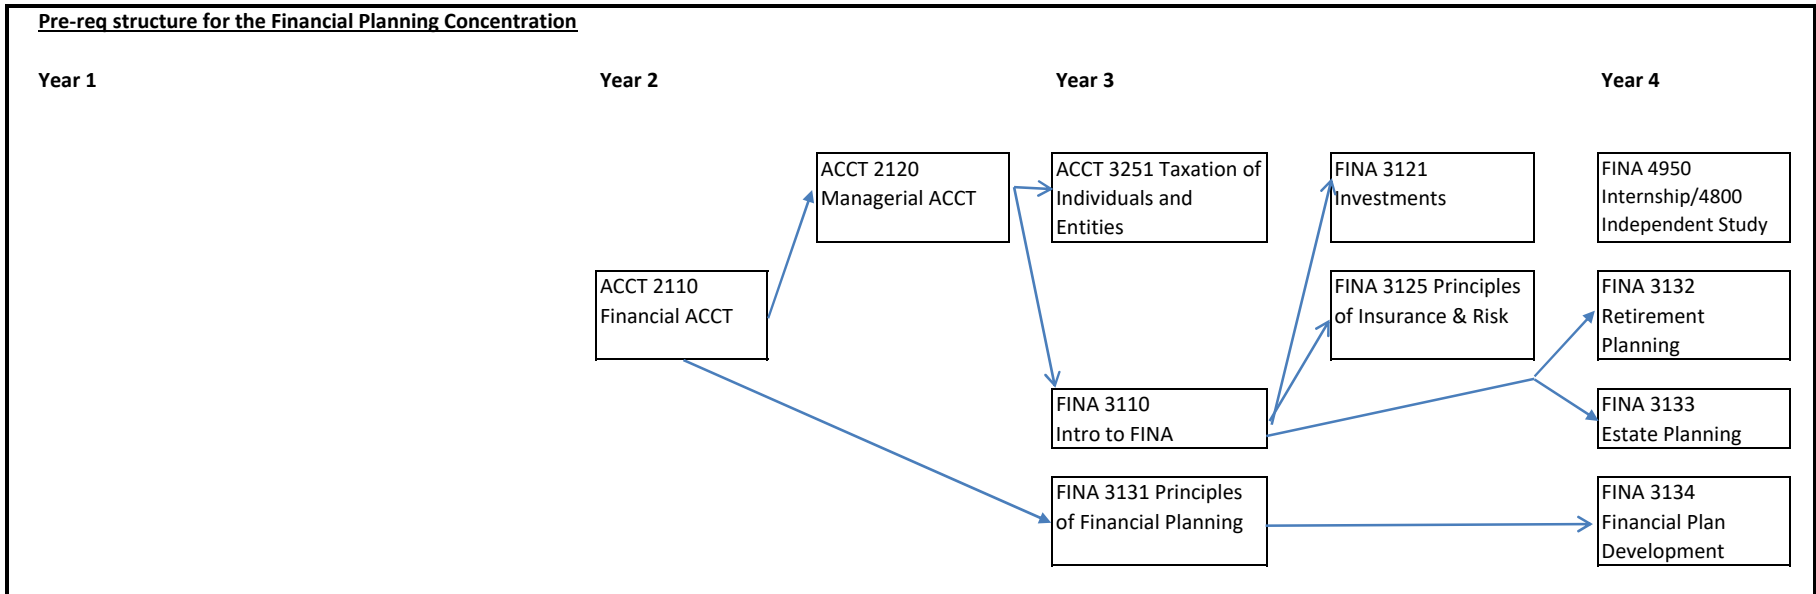 Pre-req structure for the Financial Planning Concentration
Year 1
Year 2
Year 3
Year 4
ACCT 2120
Managerial ACCT
ACCT 3251 Taxation of
Individuals and
Entities
FINA 3121
Investments
FINA 4950
Internship/4800
Independent Study
ACCT 2110
Financial ACCT
FINA 3125 Principles
of Insurance & Risk
FINA 3132
Retirement
Planning
FINA 3110
Intro to FINA
FINA 3133
Estate Planning
FINA 3131 Principles
of Financial Planning
FINA 3134
Financial Plan
Development